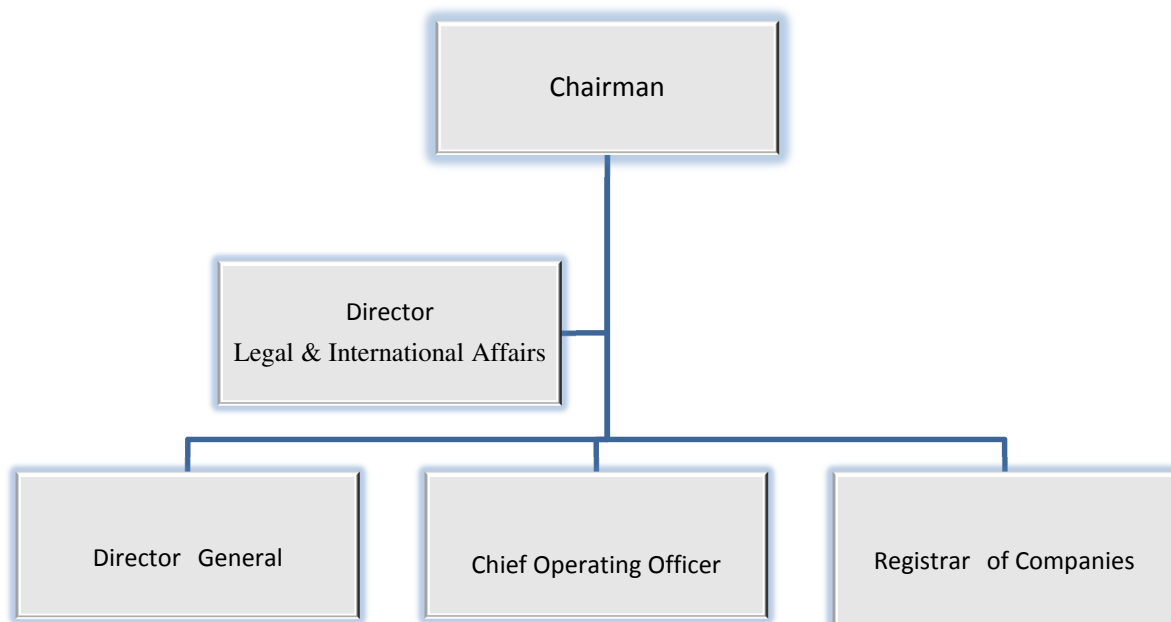 Chairman
Director
Legal & International Affairs
Director General
Chief Operating Officer
Registrar of Companies